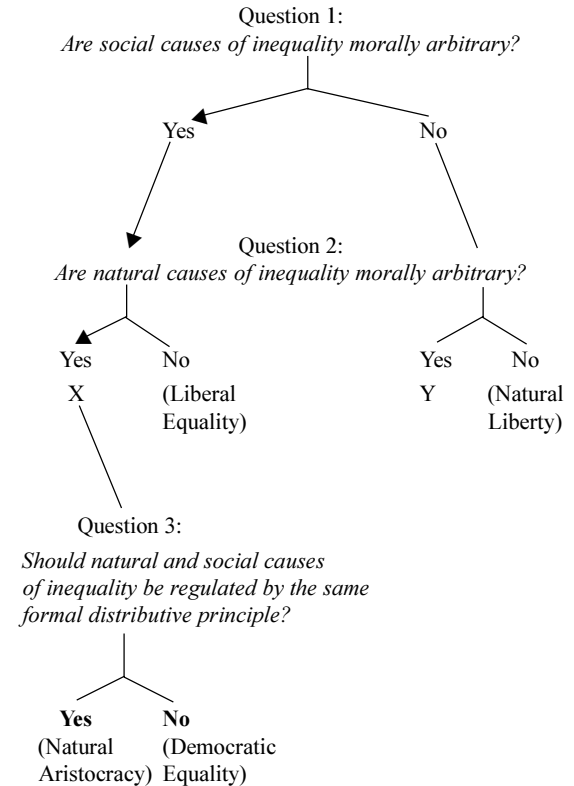 Question 1:
Are social causes of inequality morally arbitrary?
Yes
No
Question 2:
Are natural causes of inequality morally arbitrary?
Yes
No
Yes
No
X
(Liberal
Equality)
Y
(Natural
Liberty)
Question 3:
Should natural and social causes
of inequality be regulated by the same
formal distributive principle?
Yes
No
(Natural
Aristocracy)
(Democratic
Equality)